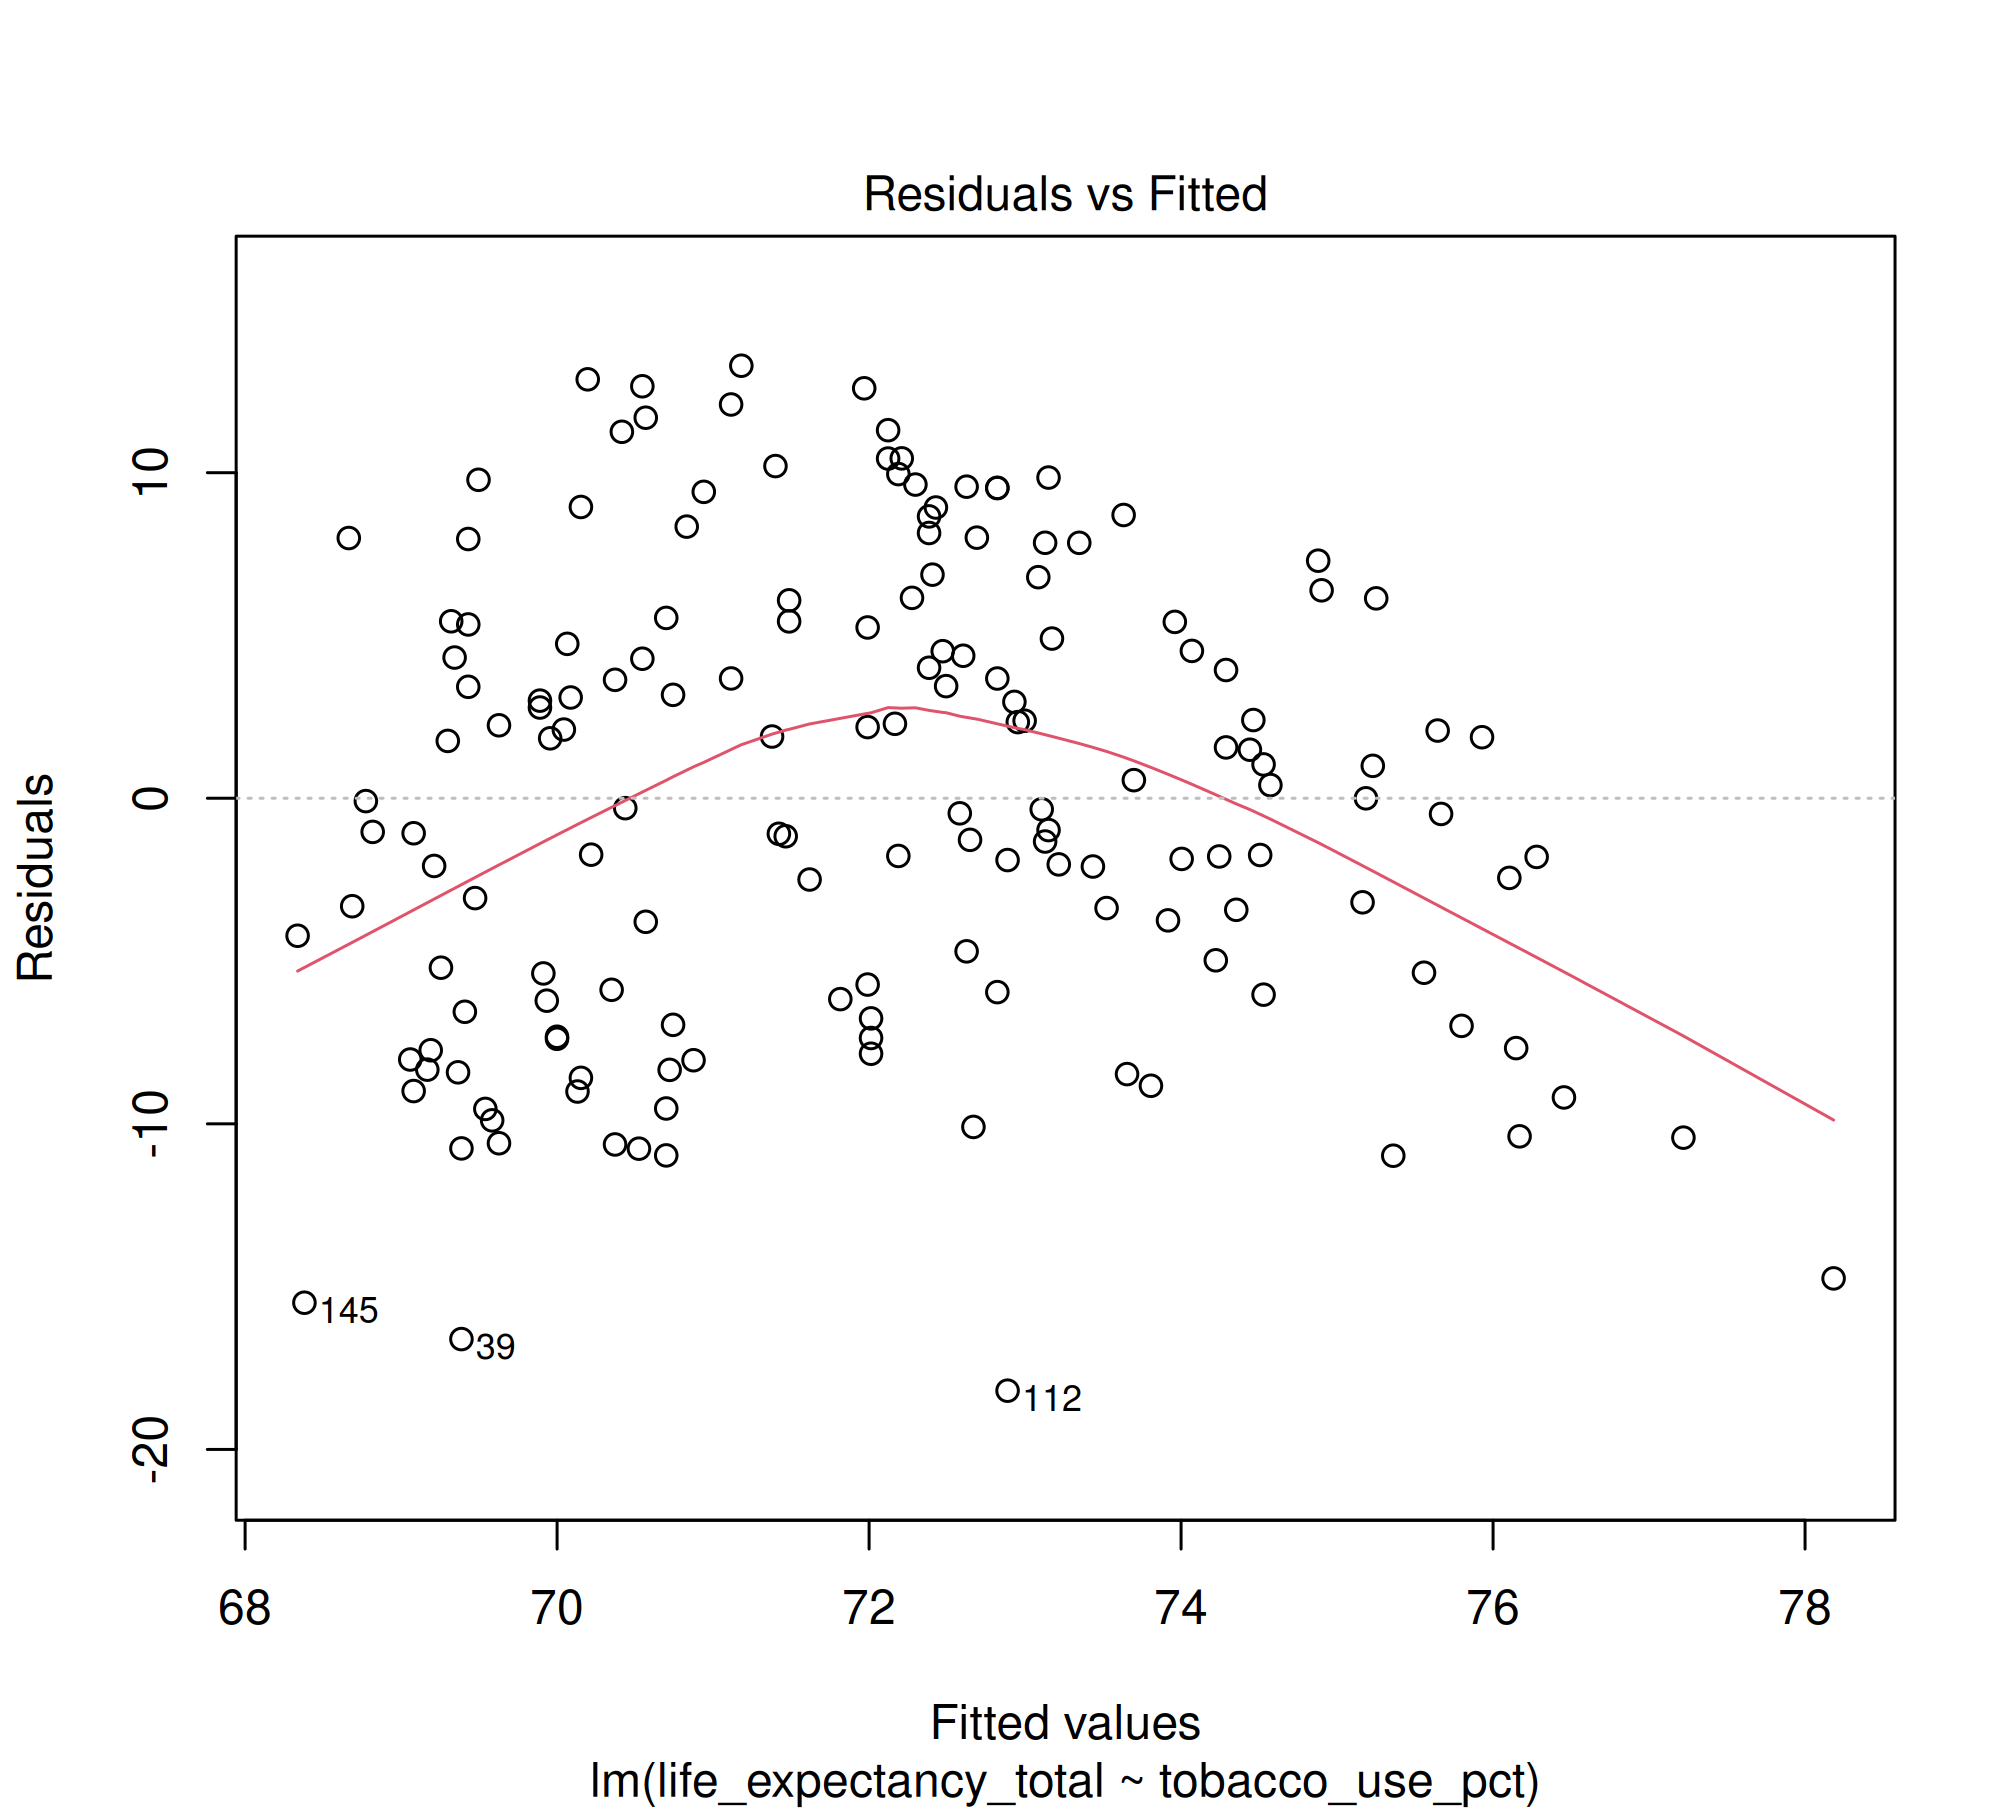 Residuals vs Fitted
Residuals
10
0
-10
-20
145
39
112
68 70 72 74 76 78
Fitted values
lm(life_expectancy_total ~ tobacco_use_pct)